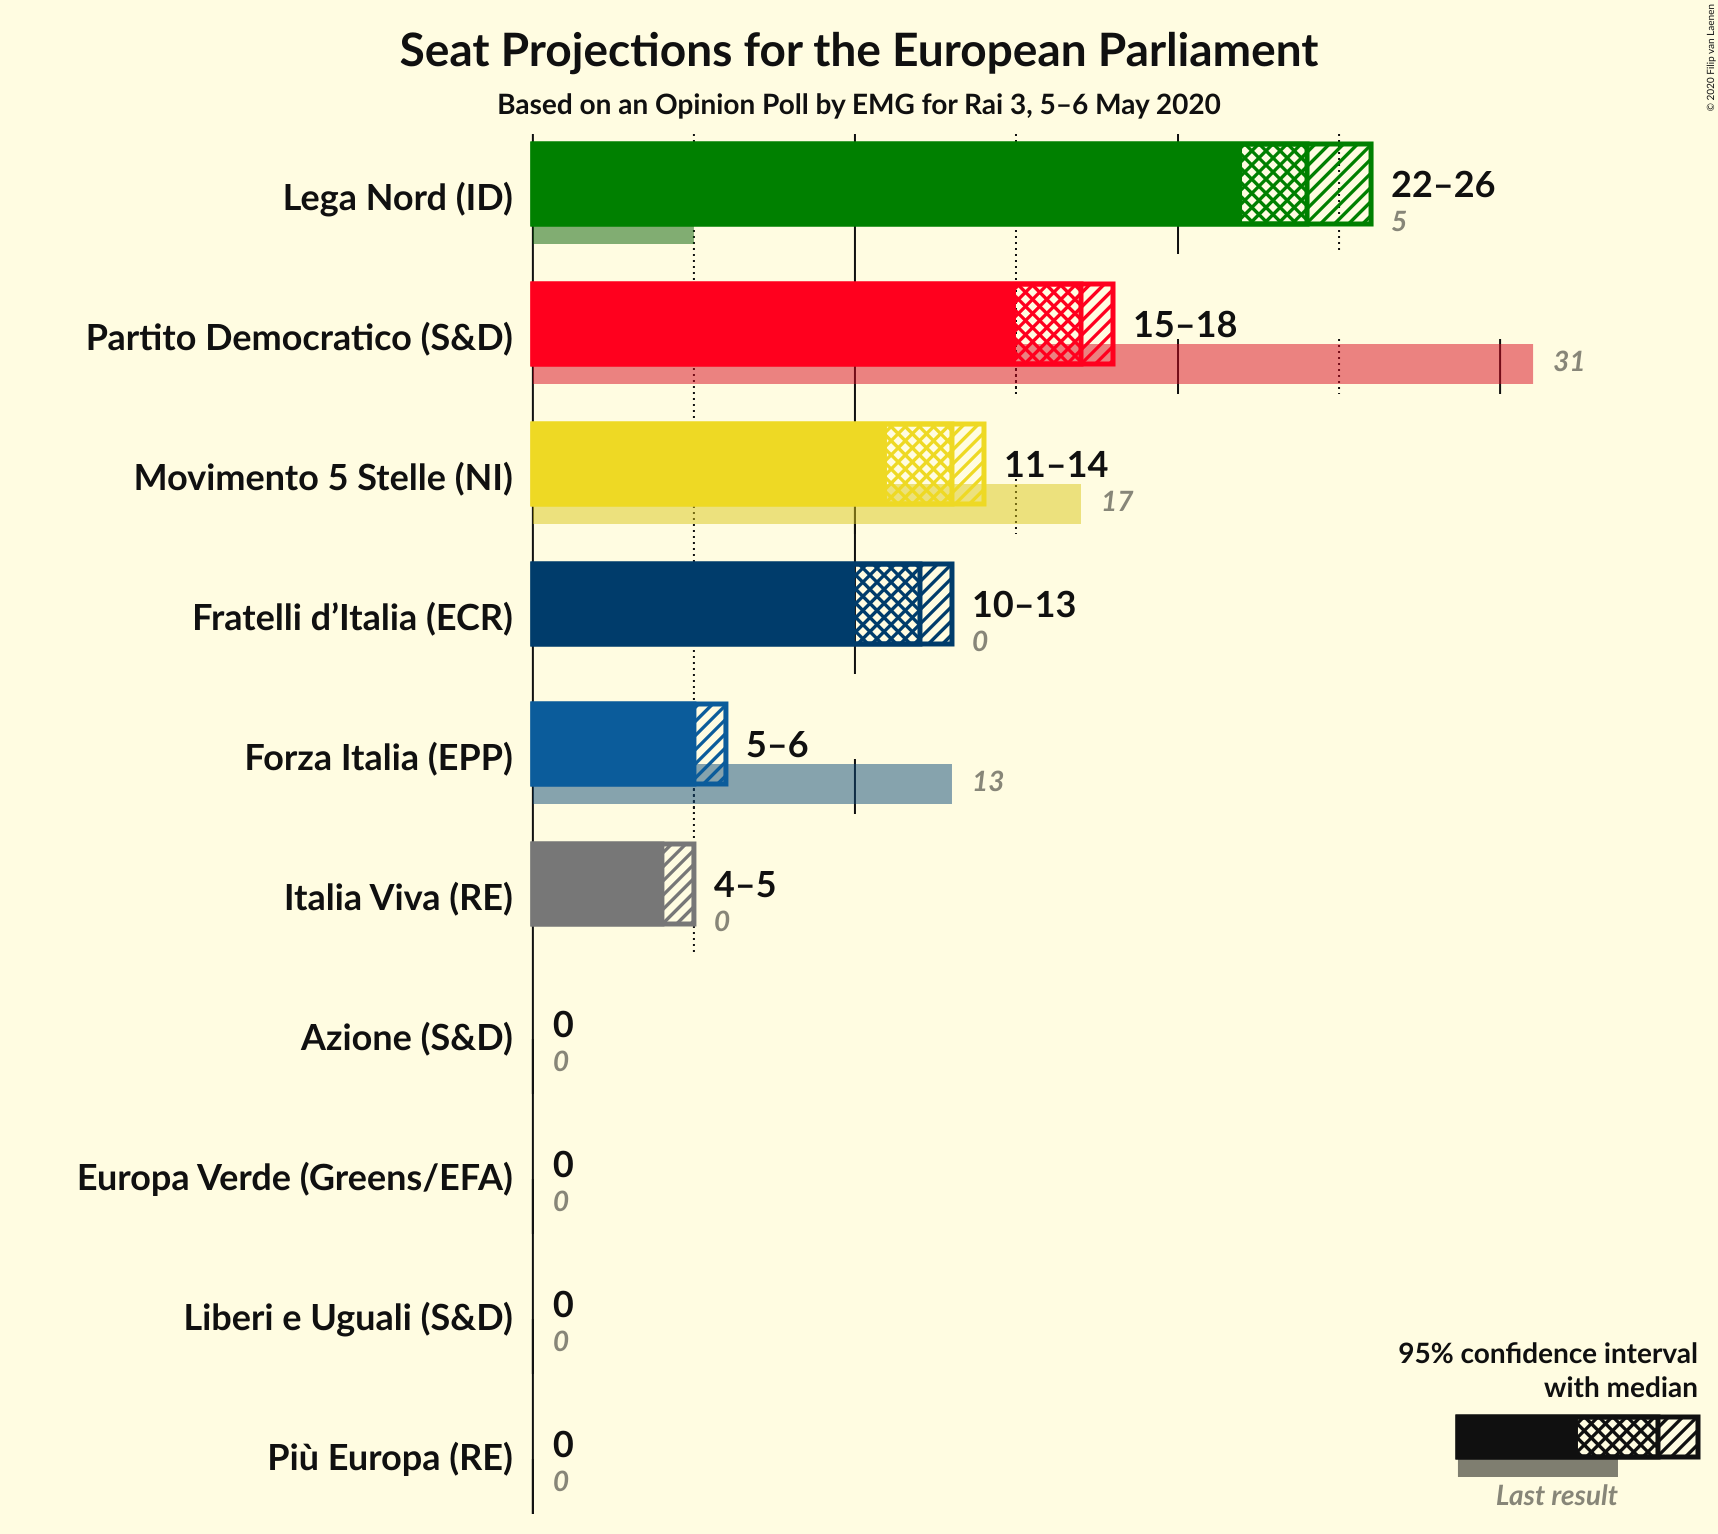 Seat Projections for the European Parliament
Based on an Opinion Poll by EMG for Rai 3, 5–6 May 2020
© 2020 Filip van Laenen
Lega Nord (ID)
22–26
5
Partito Democratico (S&D)
15–18
31
Movimento 5 Stelle (NI)
11–14
17
Fratelli d’Italia (ECR)
10–13
0
Forza Italia (EPP)
5–6
13
Italia Viva (RE)
4–5
0
Azione (S&D)
0
0
Europa Verde (Greens/EFA)
0
0
Liberi e Uguali (S&D)
0
0
Più Europa (RE)
0
0
95% confidence interval
with median
Last result